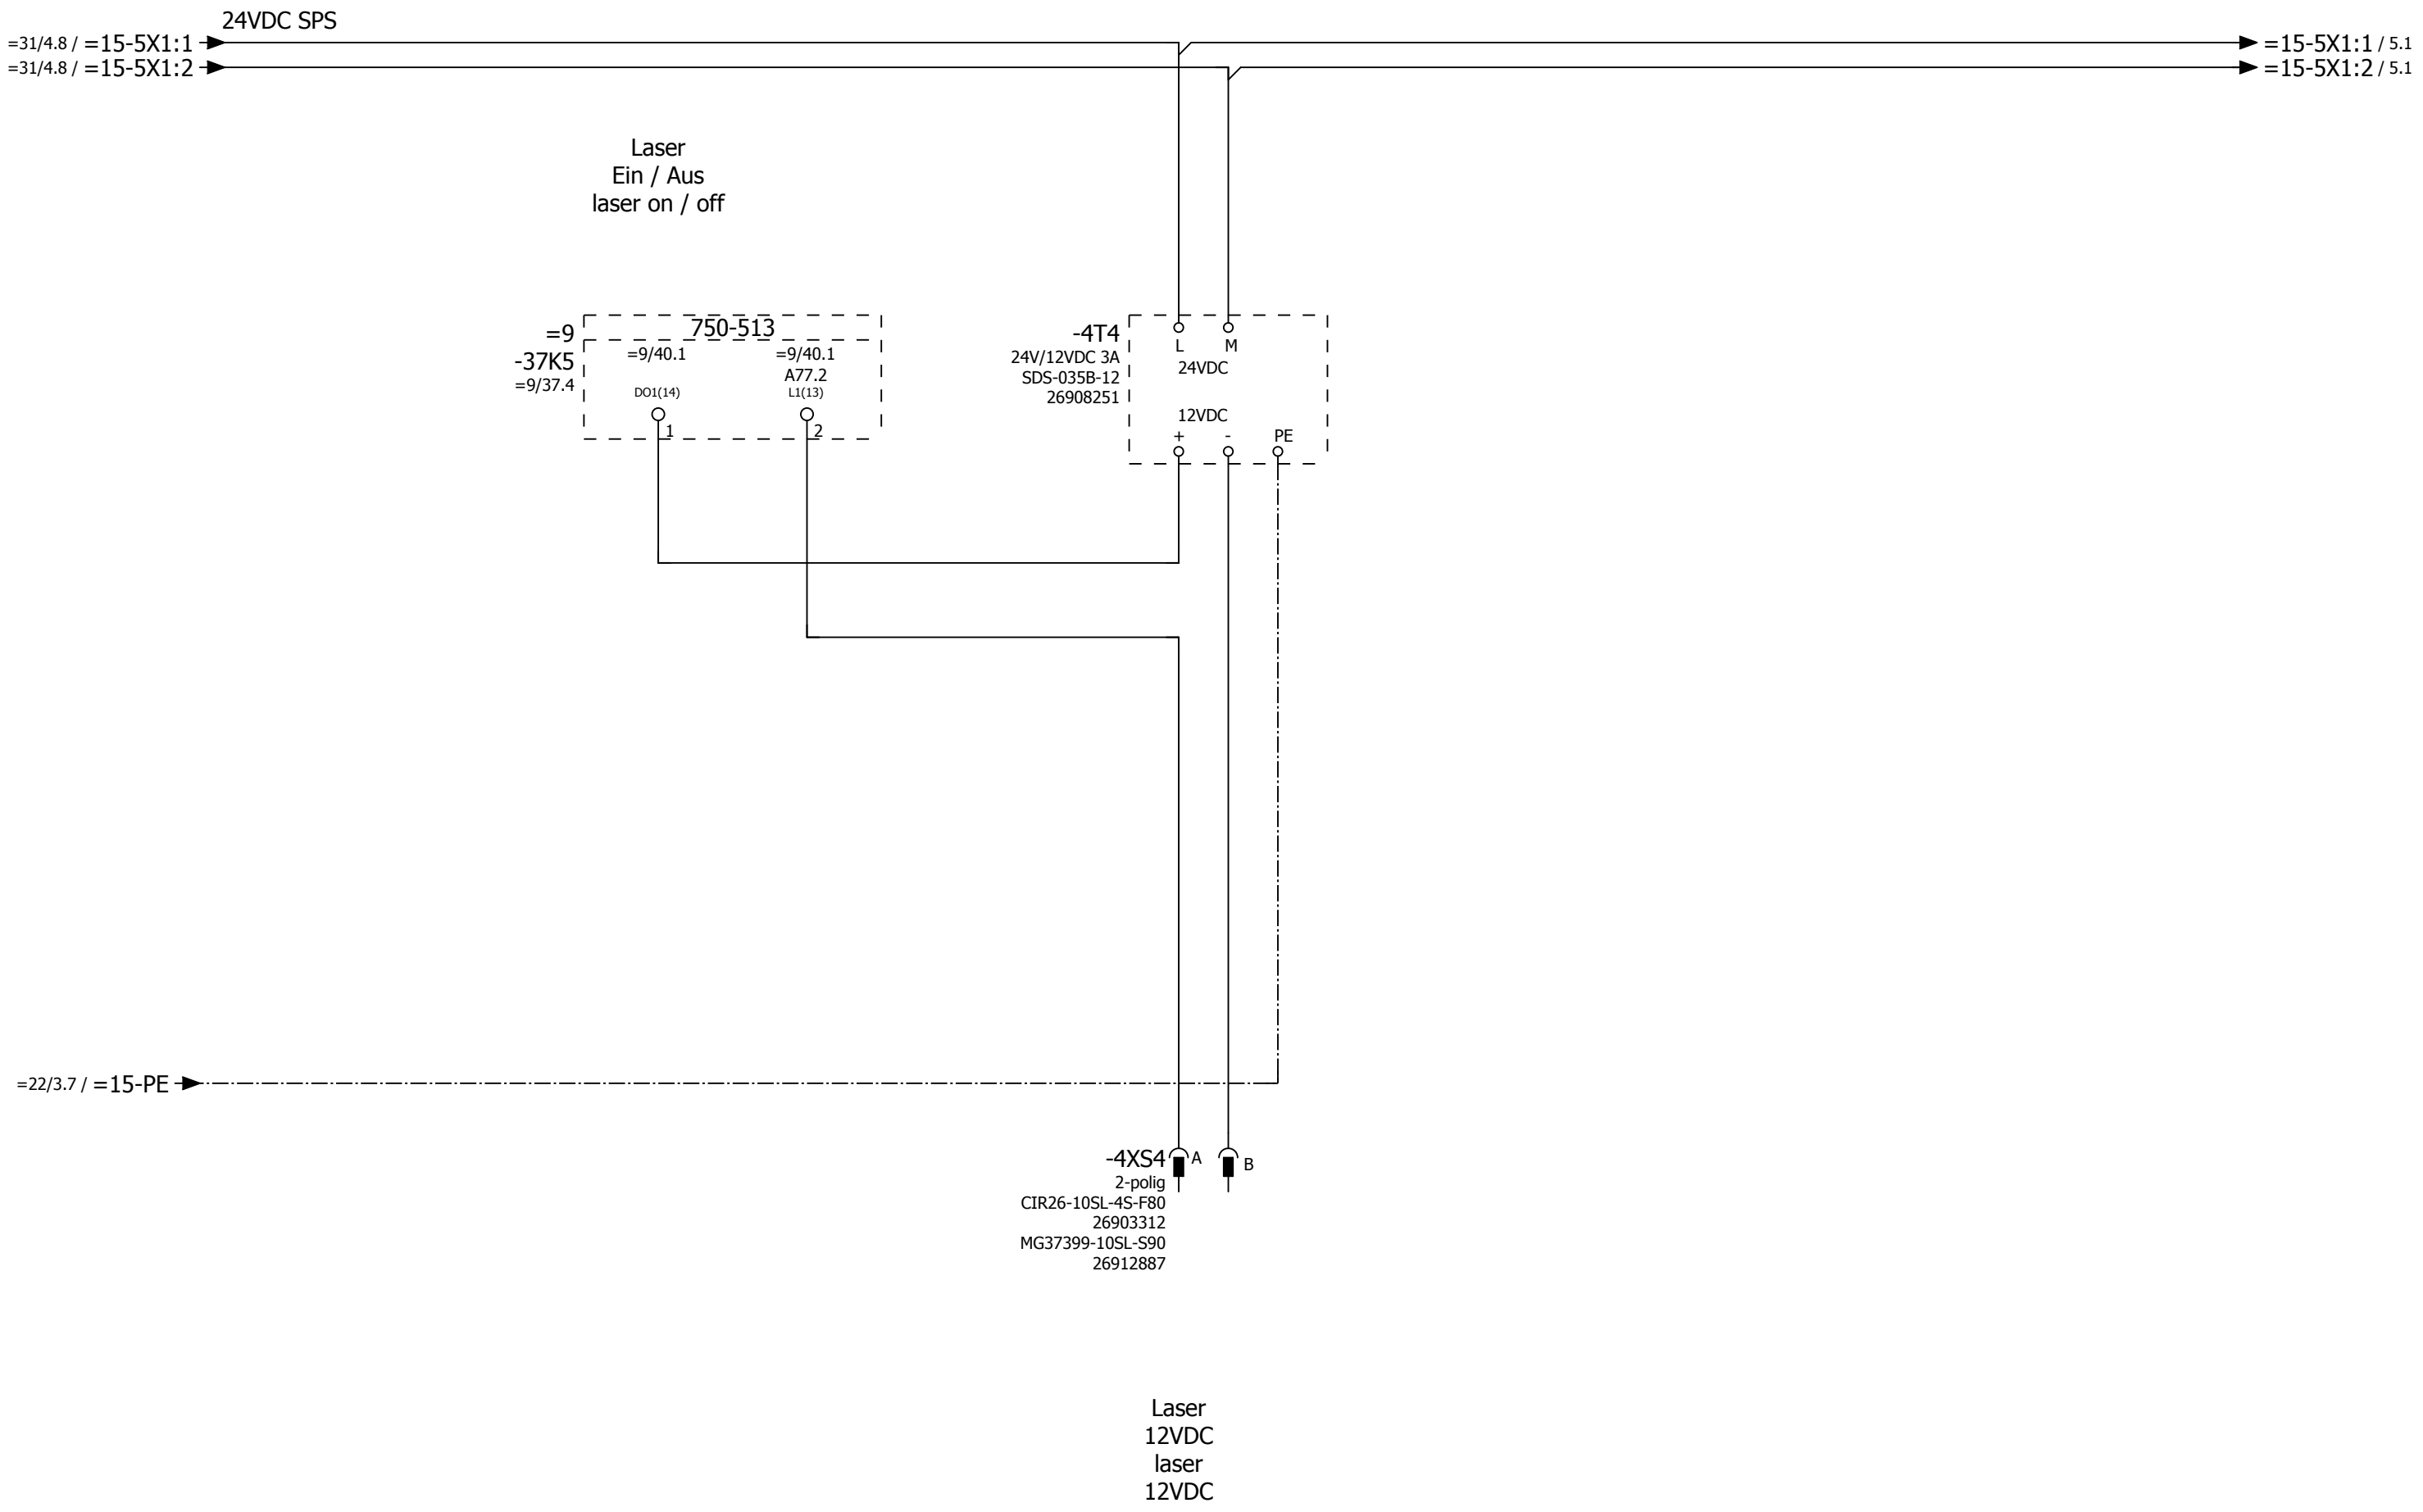 24VDC SPS
=31/4.8 / =15-5X1:1
=15-5X1:1 / 5.1
=31/4.8 / =15-5X1:2
=15-5X1:2 / 5.1
Laser
Ein / Aus
laser on / off
=9
-37K5
=9/37.4
750-513
=9/40.1
=9/40.1
A77.2
DO1(14)
L1(13)
1
2
-4T4
24V/12VDC 3A
SDS-035B-12
26908251
L
M
24VDC
12VDC
+
-
PE
=22/3.7 / =15-PE
-4XS4
A
B
2-polig
CIR26-10SL-4S-F80
26903312
MG37399-10SL-S90
26912887
Laser
12VDC
laser
12VDC